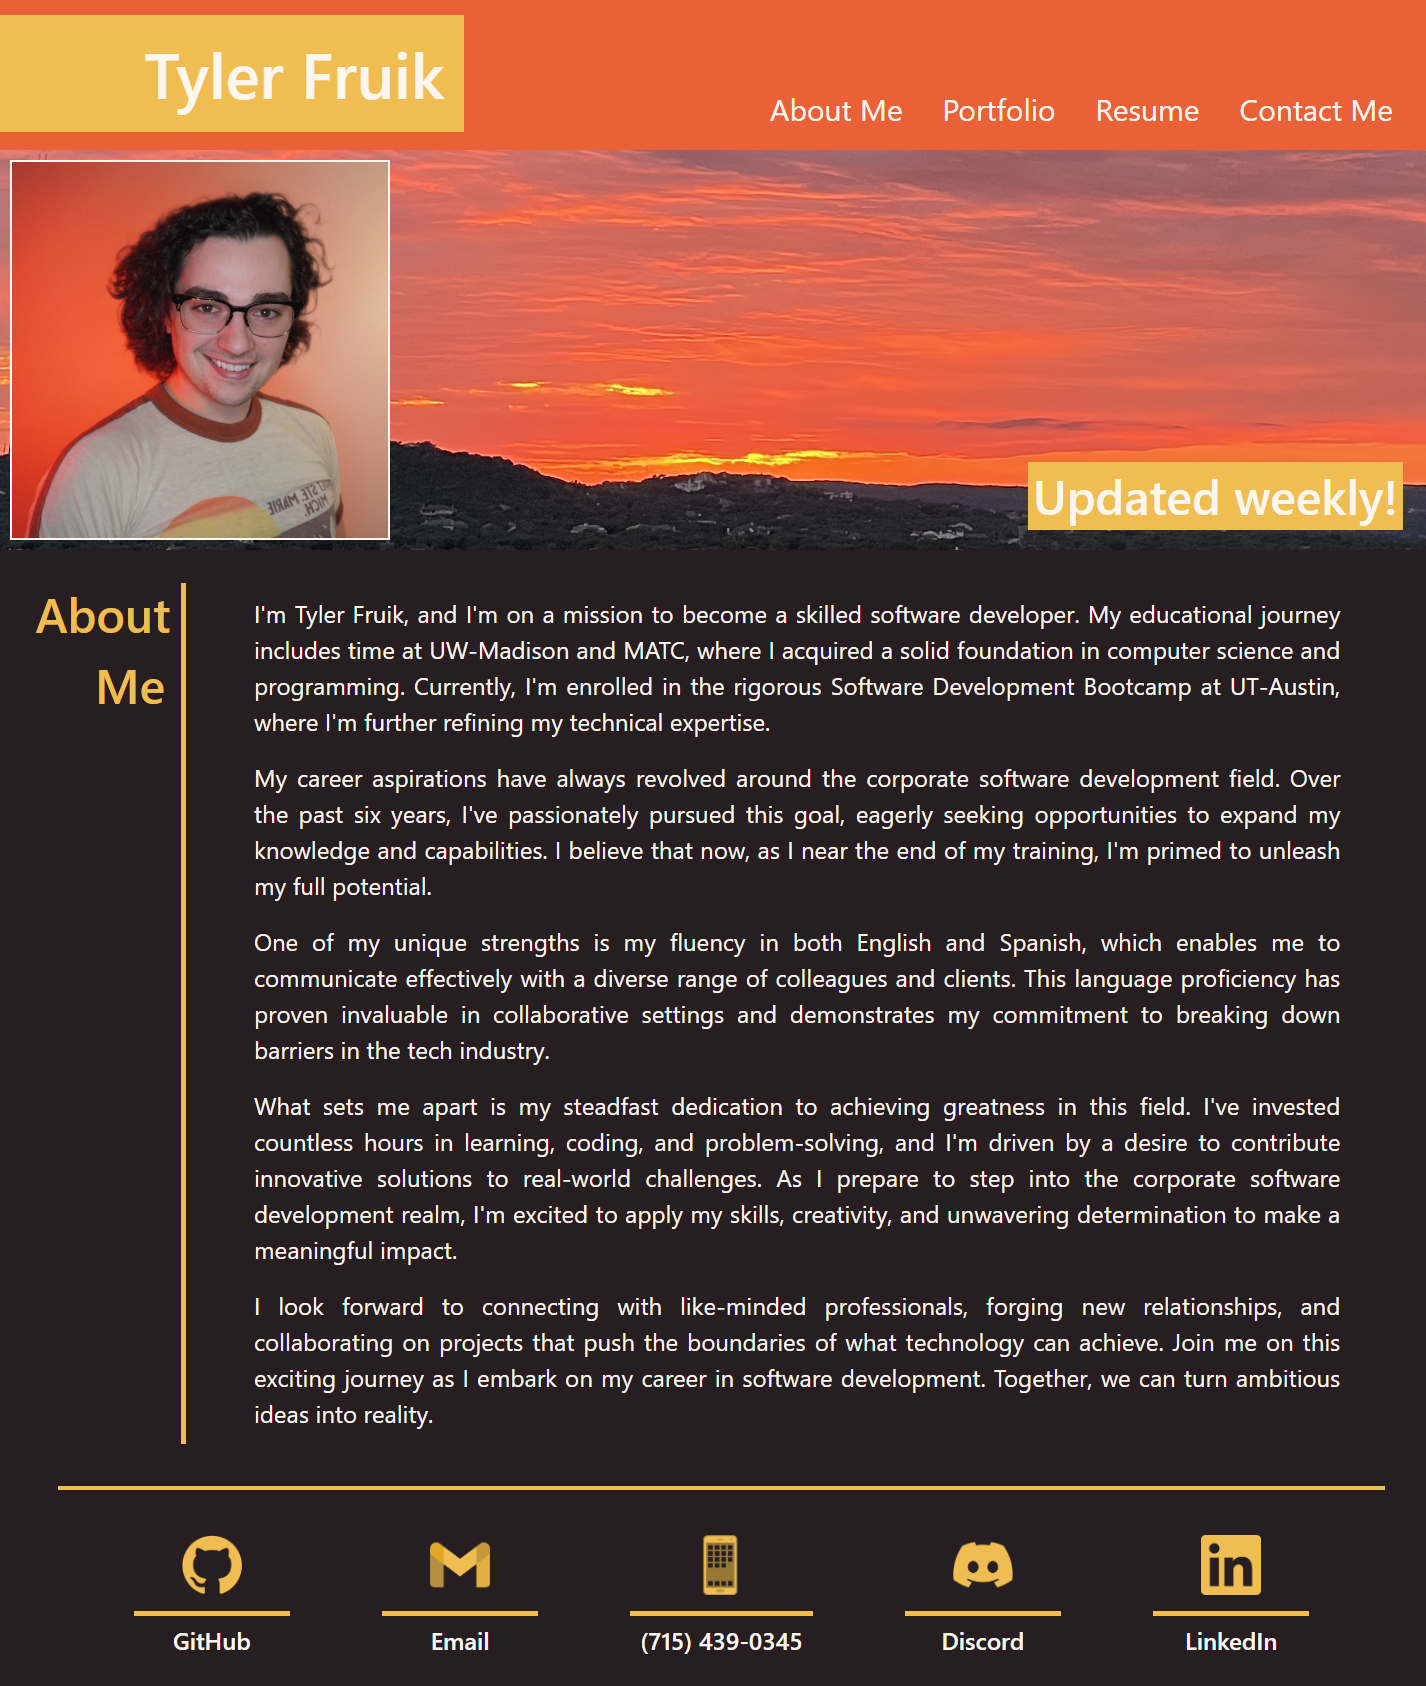 Tyler Fruik
About Me Portfolio Resume Contact Me
STE. MARIE
MICH.
Updated weekly!
About
Me
I'm Tyler Fruik, and I'm on a mission to become a skilled software developer. My educational journey
includes time at UW-Madison and MATC, where I acquired a solid foundation in computer science and
programming. Currently, I'm enrolled in the rigorous Software Development Bootcamp at UT-Austin,
where I'm further refining my technical expertise.
My career aspirations have always revolved around the corporate software development field. Over
the past six years, I've passionately pursued this goal, eagerly seeking opportunities to expand my
knowledge and capabilities. I believe that now, as I near the end of my training, I'm primed to unleash
my full potential.
One of my unique strengths is my fluency in both English and Spanish, which enables me to
communicate effectively with a diverse range of colleagues and clients. This language proficiency has
proven invaluable in collaborative settings and demonstrates my commitment to breaking down
barriers in the tech industry.
What sets me apart is my steadfast dedication to achieving greatness in this field. I've invested
countless hours in learning, coding, and problem-solving, and I'm driven by a desire to contribute
innovative solutions to real-world challenges. As I prepare to step into the corporate software
development realm, I'm excited to apply my skills, creativity, and unwavering determination to make a
meaningful impact.
I look forward to connecting with like-minded professionals, forging new relationships, and
collaborating on projects that push the boundaries of what technology can achieve. Join me on this
exciting journey as I embark on my career in software development. Together, we can turn ambitious
ideas into reality.
in
GitHub Email (715) 439-0345 Discord LinkedIn